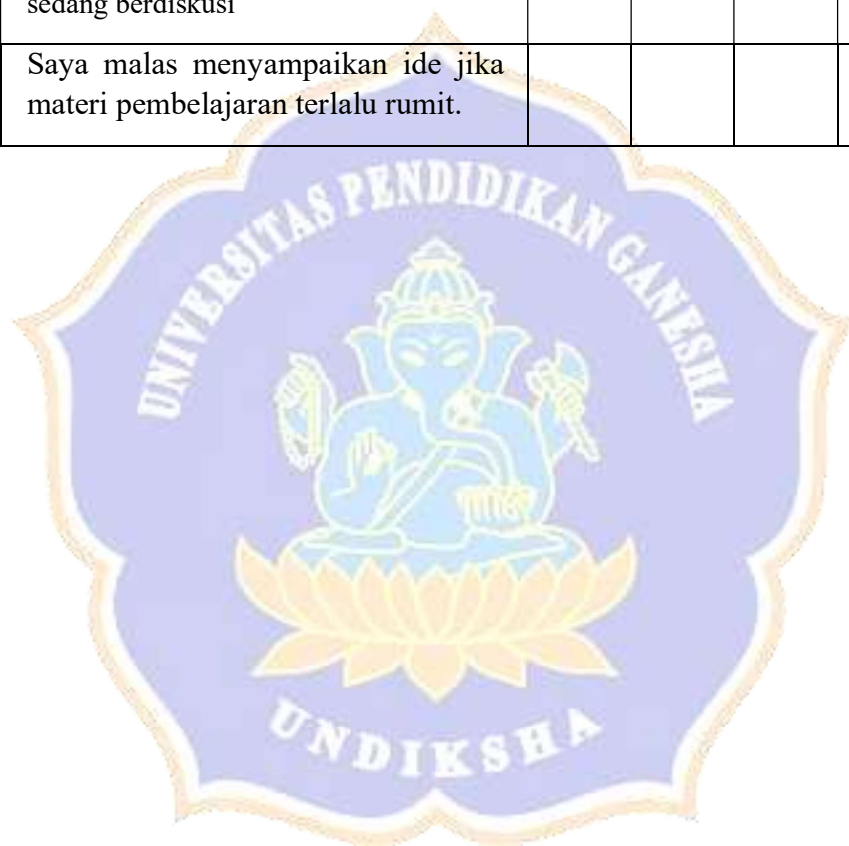 sedang berdiskusi
Saya malas menyampaikan ide jika
materi pembelajaran terlalu rumit.
UNIVERSITAS PENDIDIKAN GANESHA
UNDIKSHA